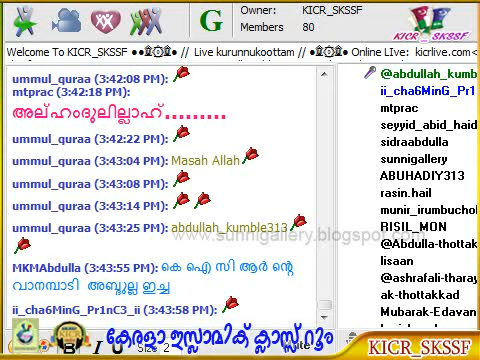 Owner: KICR_SKSSF
Members 80
KICR_SKSSF
Welcome To KICR_SKSSF ●●۩۞۩● // Live kurunnukoottam // ●۩۞۩●● Online LIve: kicrlive.com<
ummul_quraa (3:42:08 PM):
mtprac (3:42:18 PM):
അല്ഹംദുലില്ലാഹ്.........
ummul_quraa (3:42:22 PM):
ummul_quraa (3:43:04 PM): Masah Allah
ummul_quraa (3:43:08 PM):
ummul_quraa (3:43:14 PM):
ummul_quraa (3:43:25 PM): abdullah_kumble313
www.sunnigallery.blogspot.com
MKMAbdulla (3:43:55 PM): കെ ഐ സി ആർ ന്റെ
വാനമ്പാടി അബ്ദുല്ല ഇച്ച
ii_cha6MinG_Pr1nC3_ii (3:43:58 PM):
@abdullah_kumb
ii_cha6MinG_Pr1
mtprac
seyyid_abid_haid
sidraabdulla
sunnigallery
ABUHADIY313
rasin.hail
munir_irumbuchol
RISIL_MON
@Abdulla-thottak
lisaan
@ashrafali-tharay
ak-thottakkad
Mubarak-Edavan
B I U Size 2
കേരളാ ഇസ്ലാമിക് ക്ലാസ്സ് റൂം
KICR_SKSSF